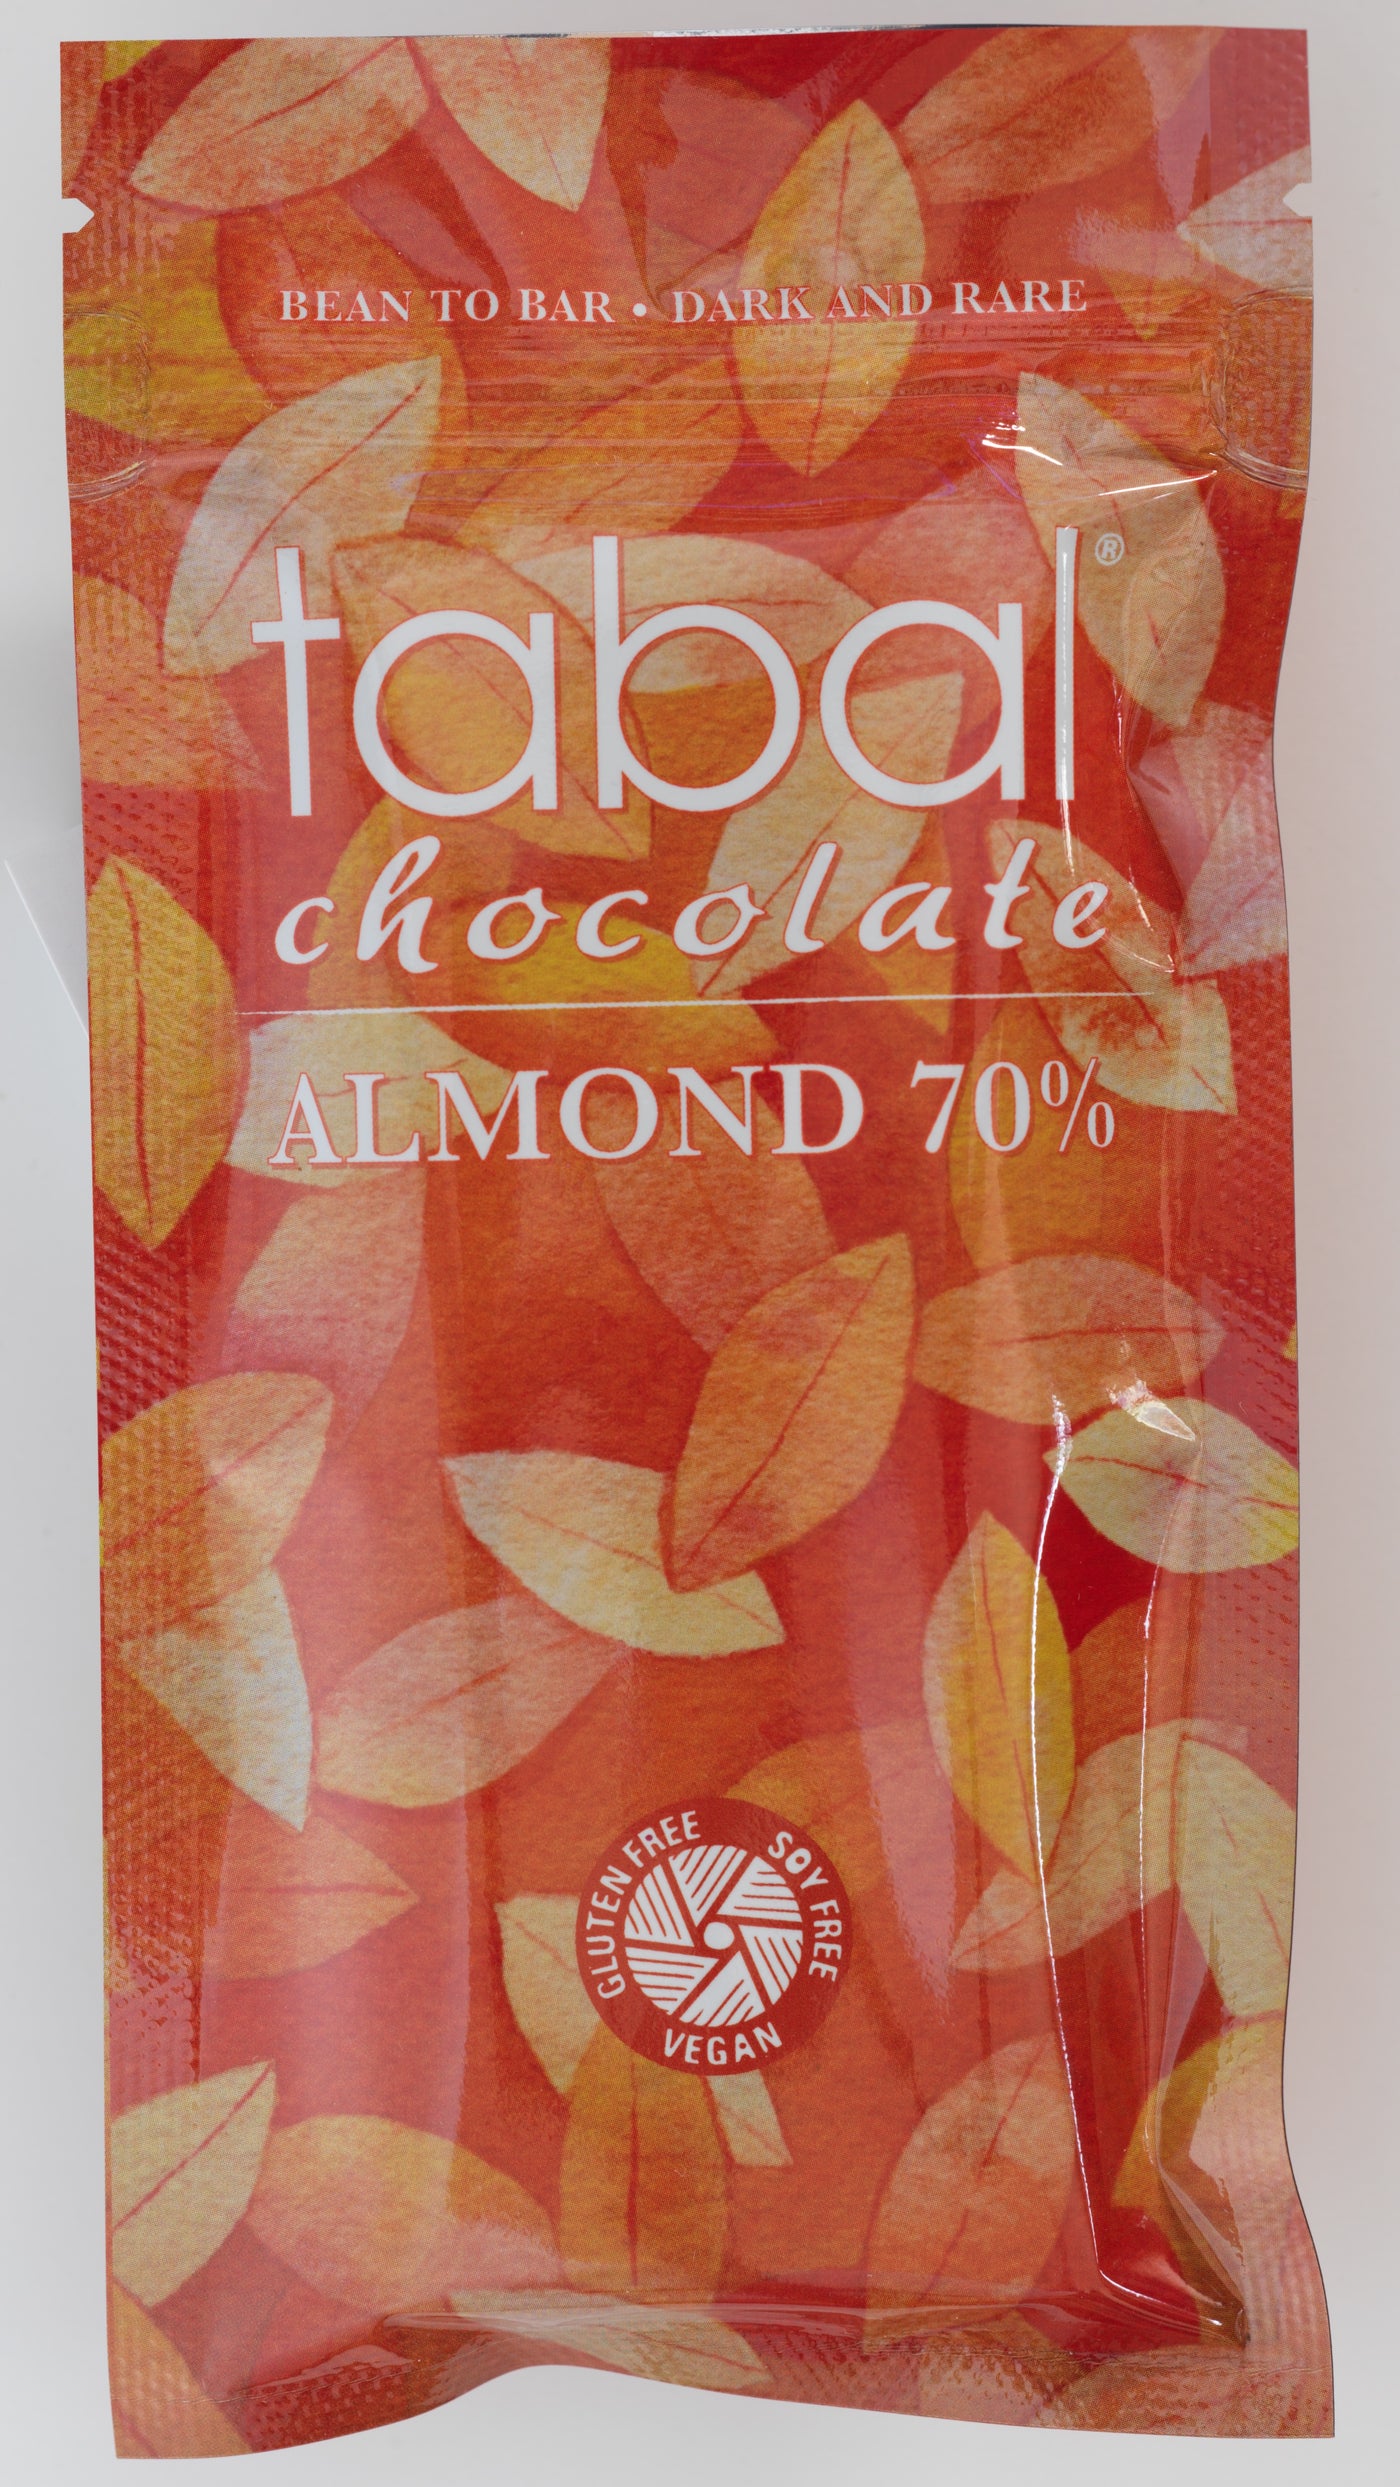 BEAN TO BAR • DARK AND RARE
tabal®
chocolate
ALMOND 70%
GLUTEN FREE
SOY FREE
VEGAN